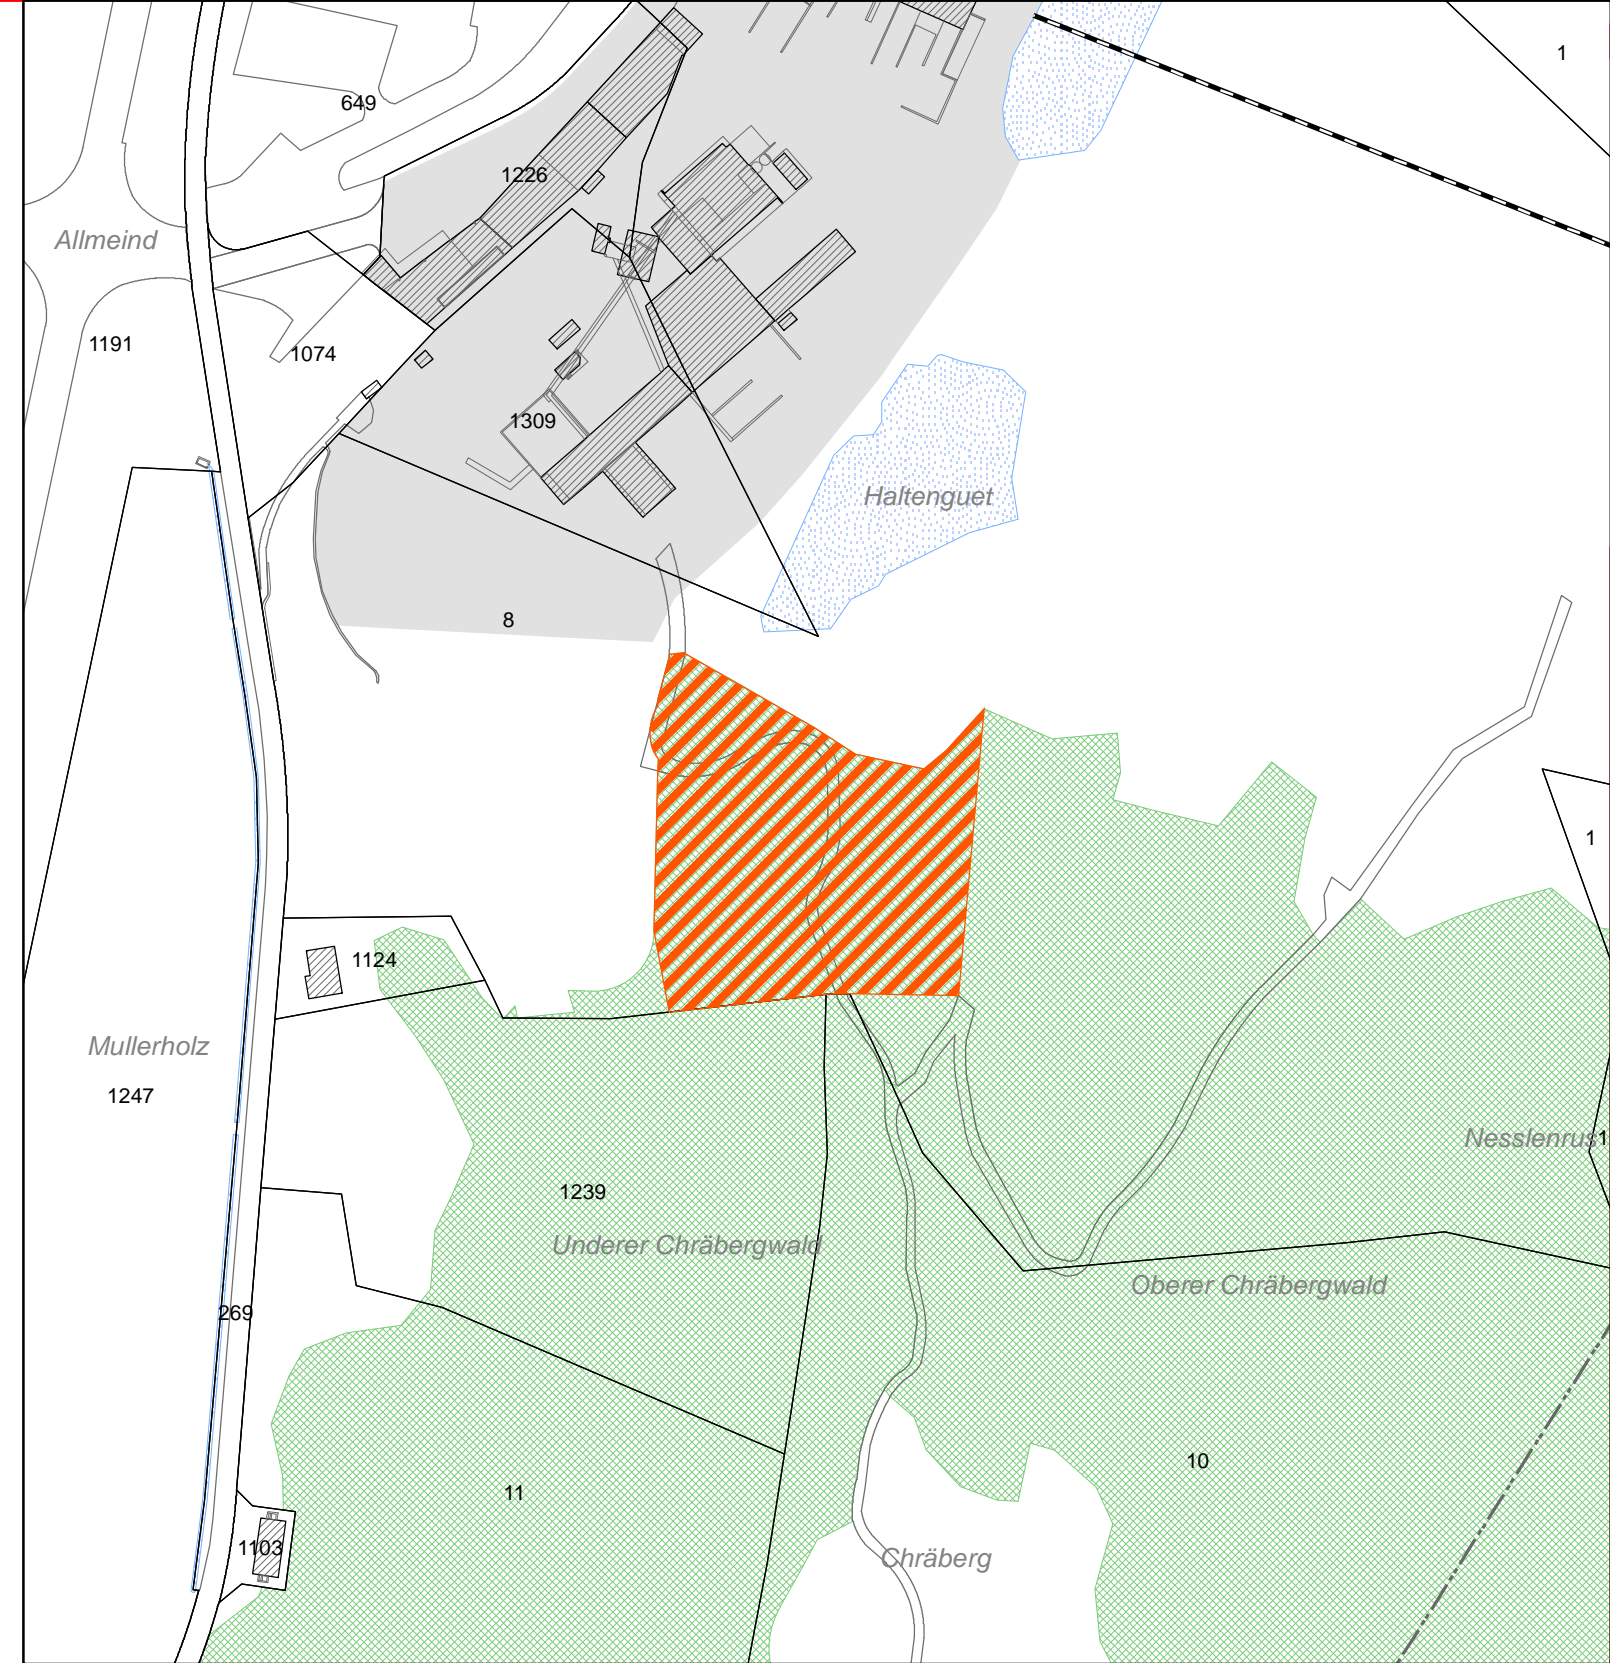 1
649
1226
Allmeind
1191
1074
1309
Haltenguet
8
1
1124
Mullerholz
1247
Nesslenrus
1
1239
Underer Chräbergwald
Oberer Chräbergwald
269
10
11
1103
Chräberg